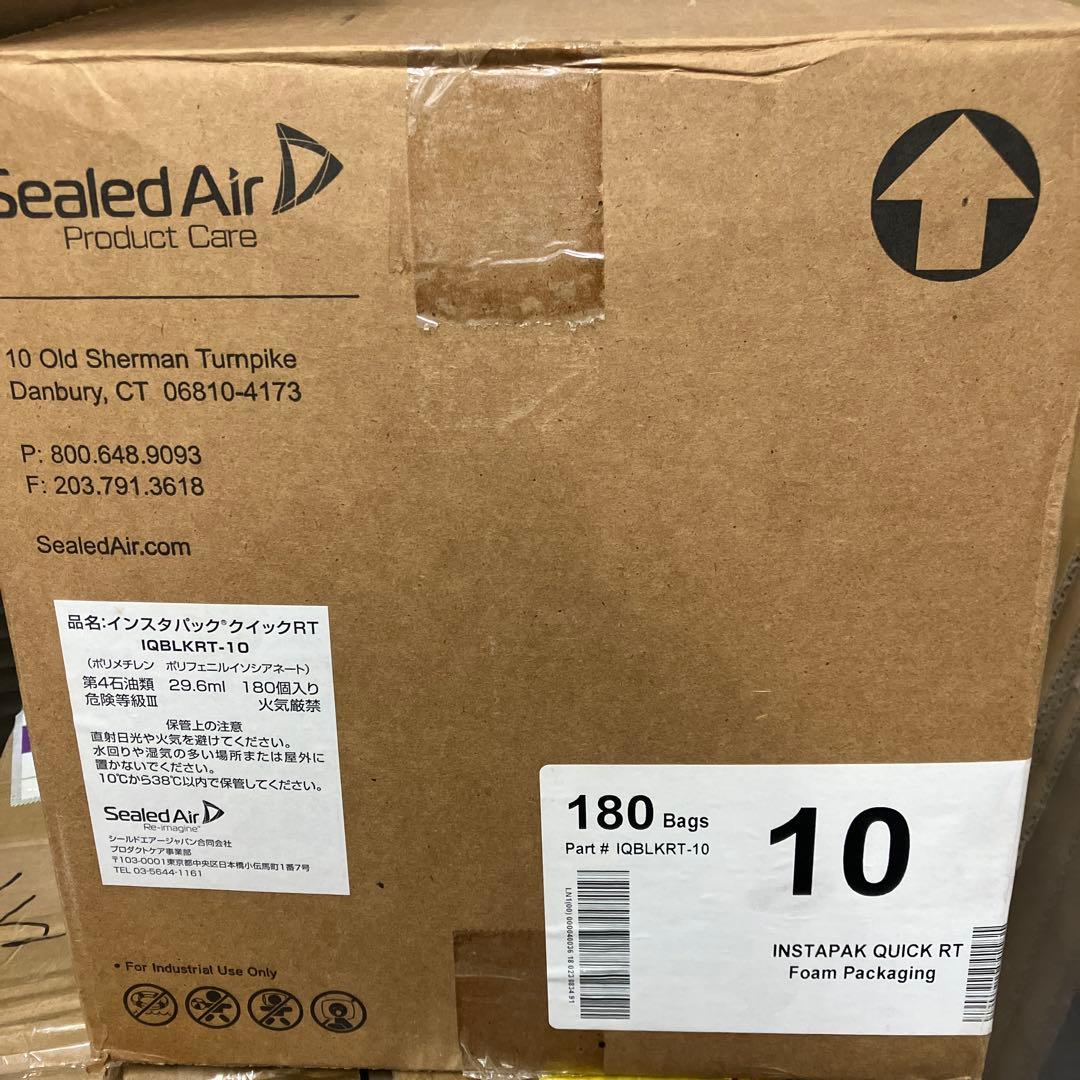 Sealed Air
Product Care
10 Old Sherman Turnpike
Danbury, CT 06810-4173
P: 800.648.9093
F: 203.791.3618
SealedAir.com
品名:インスタパック®クイックRT
IQBLKRT-10
(ポリメチレン ポリフェニルイソシアネート)
第4石油類 29.6ml 180個入り
危険等級Ⅲ 火気厳禁
保管上の注意
直射日光や火気を避けてください。
水回りや湿気の多い場所または屋外に
置かないでください。
10℃から38℃以内で保管してください。
Sealed Air
Re-imagine™
シールドエアージャパン合同会社
プロダクトケア事業部
〒103-0001東京都中央区日本橋小伝馬町1番7号
TEL 03-5644-1161
• For Industrial Use Only
180 Bags
Part # IQBLKRT-10
10
INSTAPAK QUICK RT
Foam Packaging